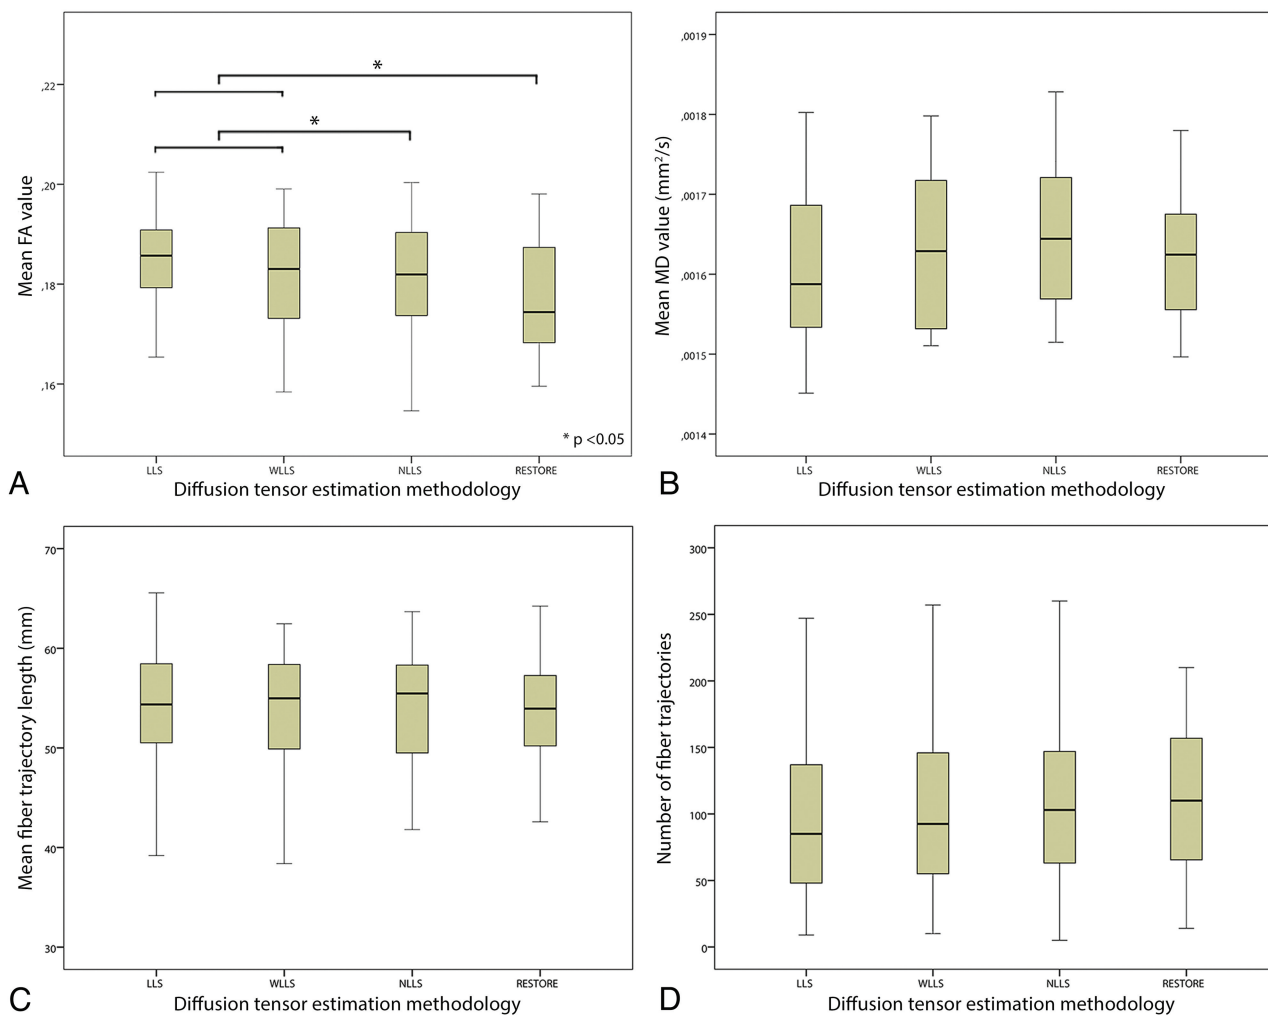 *
,22
*
,20
,18
,16
Mean FA value
* p <0.05
LLS WLLS NLLS RESTORE
A
Diffusion tensor estimation methodology
,0019
,0018
,0017
,0016
,0015
,0014
Mean MD value (mm²/s)
LLS WLLS NLLS RESTORE
B
Diffusion tensor estimation methodology
70
60
50
40
30
Mean fiber trajectory length (mm)
LLS WLLS NLLS RESTORE
C
Diffusion tensor estimation methodology
300
250
200
150
100
50
0
Number of fiber trajectories
LLS WLLS NLLS RESTORE
D
Diffusion tensor estimation methodology